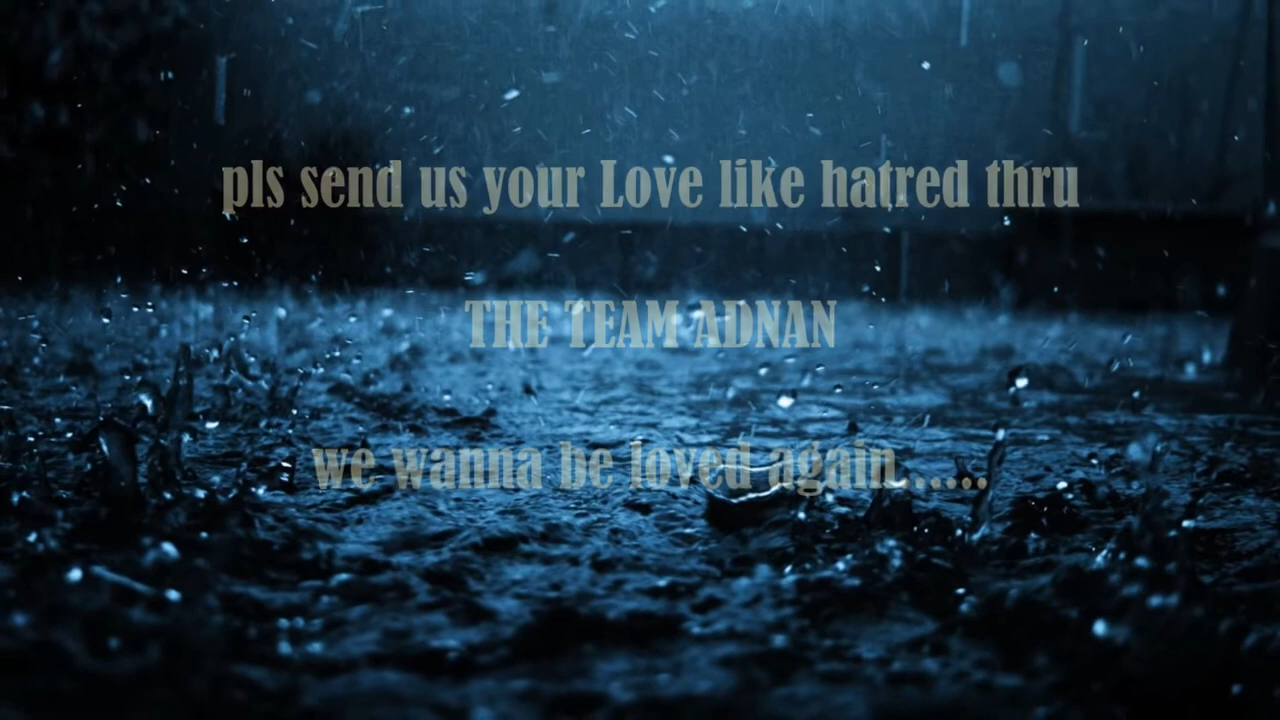 pls send us your Love like hatred thru
THE TEAM ADNAN
we wanna be loved again......